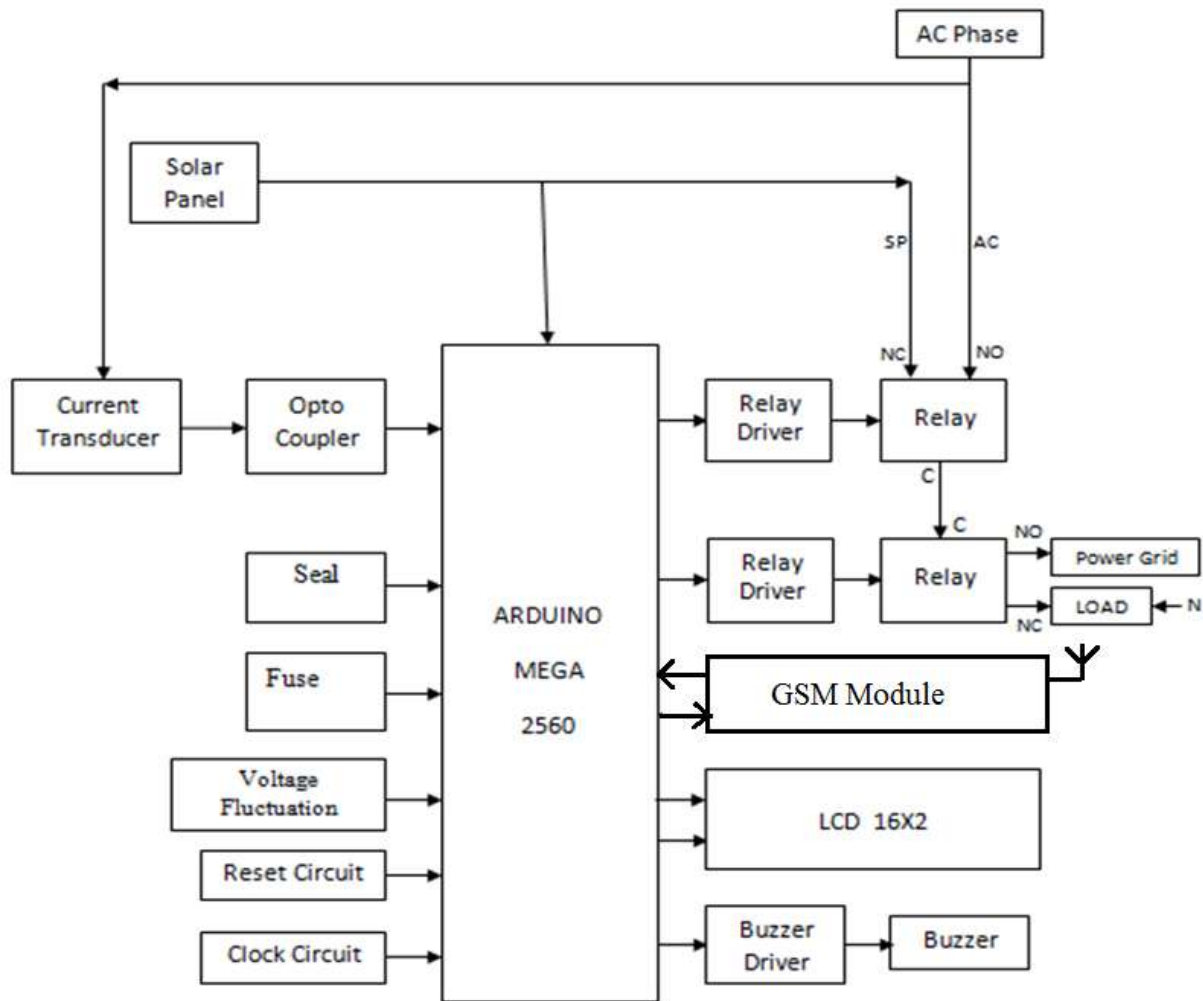 AC Phase
Solar
Panel
SP
AC
NC
NO
Current
Transducer
Opto
Coupler
Relay
Driver
Relay
C
C
Seal
ARDUINO
MEGA
2560
Relay
Driver
Relay
NO
Power Grid
NC
LOAD
N
Fuse
GSM Module
Voltage
Fluctuation
LCD 16X2
Reset Circuit
Clock Circuit
Buzzer
Driver
Buzzer